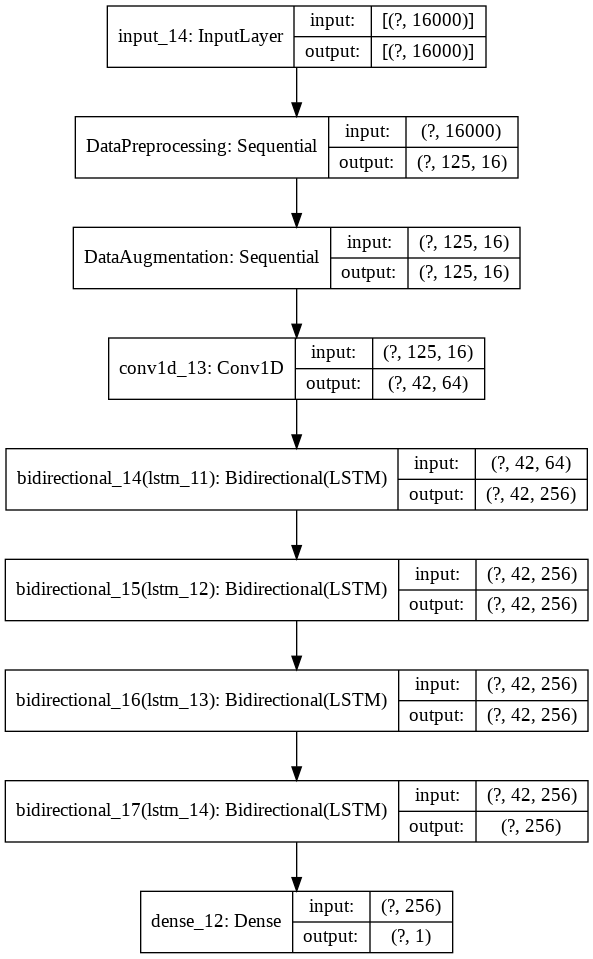 input_14: InputLayer
input: [(?, 16000)]
output: [(?, 16000)]
DataPreprocessing: Sequential
input: (?, 16000)
output: (?, 125, 16)
DataAugmentation: Sequential
input: (?, 125, 16)
output: (?, 125, 16)
conv1d_13: Conv1D
input: (?, 125, 16)
output: (?, 42, 64)
bidirectional_14(lstm_11): Bidirectional(LSTM)
input: (?, 42, 64)
output: (?, 42, 256)
bidirectional_15(lstm_12): Bidirectional(LSTM)
input: (?, 42, 256)
output: (?, 42, 256)
bidirectional_16(lstm_13): Bidirectional(LSTM)
input: (?, 42, 256)
output: (?, 42, 256)
bidirectional_17(lstm_14): Bidirectional(LSTM)
input: (?, 42, 256)
output: (?, 256)
dense_12: Dense
input: (?, 256)
output: (?, 1)